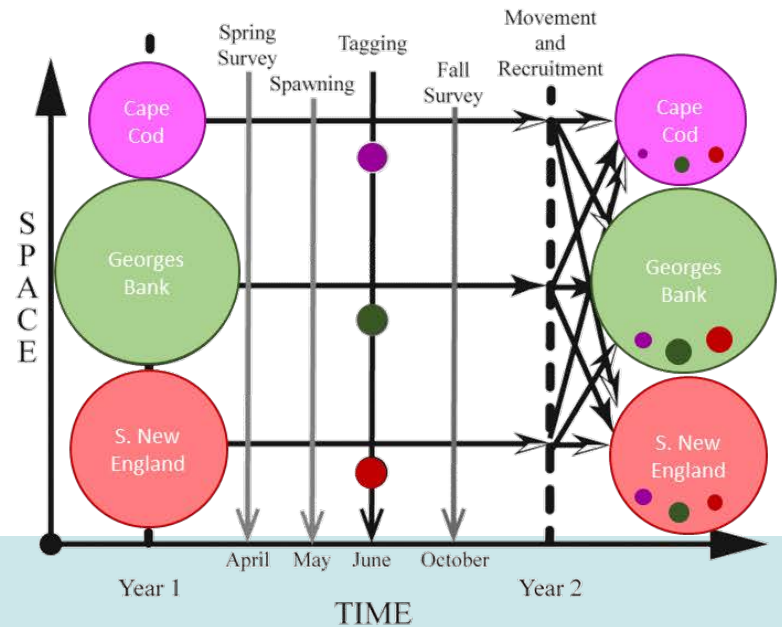 Movement
and
Recruitment
Spring
Survey
Tagging
Spawning
Fall
Survey
Cape
Cod
Cape
Cod
SPACE
Georges
Bank
Georges
Bank
S. New
England
S. New
England
April
May
June
October
Year 1
Year 2
TIME